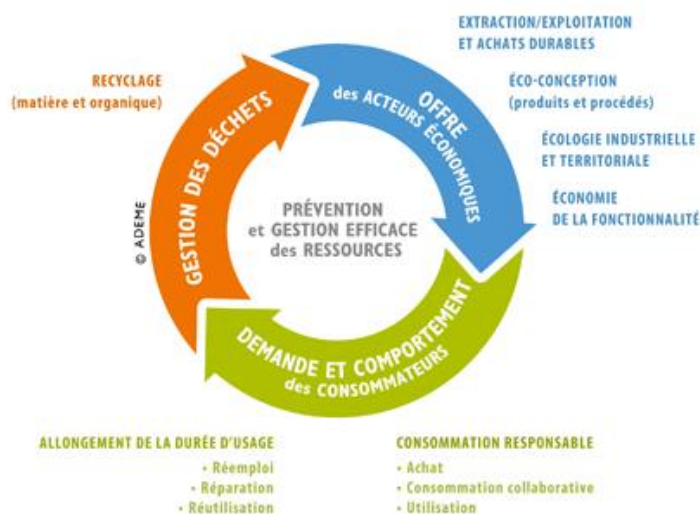 EXTRACTION/EXPLOITATION
ET ACHATS DURABLES
ÉCO-CONCEPTION
(produits et procédés)
ÉCOLOGIE INDUSTRIELLE
ET TERRITORIALE
ÉCONOMIE
DE LA FONCTIONNALITÉ
OFFRE
des ACTEURS ÉCONOMIQUES
RECYCLAGE
(matière et organique)
GESTION DES DÉCHETS
© ADEME
PRÉVENTION
et GESTION EFFICACE
des RESSOURCES
DEMANDE ET COMPORTEMENT
des CONSOMMATEURS
ALLONGEMENT DE LA DURÉE D'USAGE
• Réemploi
• Réparation
• Réutilisation
CONSOMMATION RESPONSABLE
• Achat
• Consommation collaborative
• Utilisation